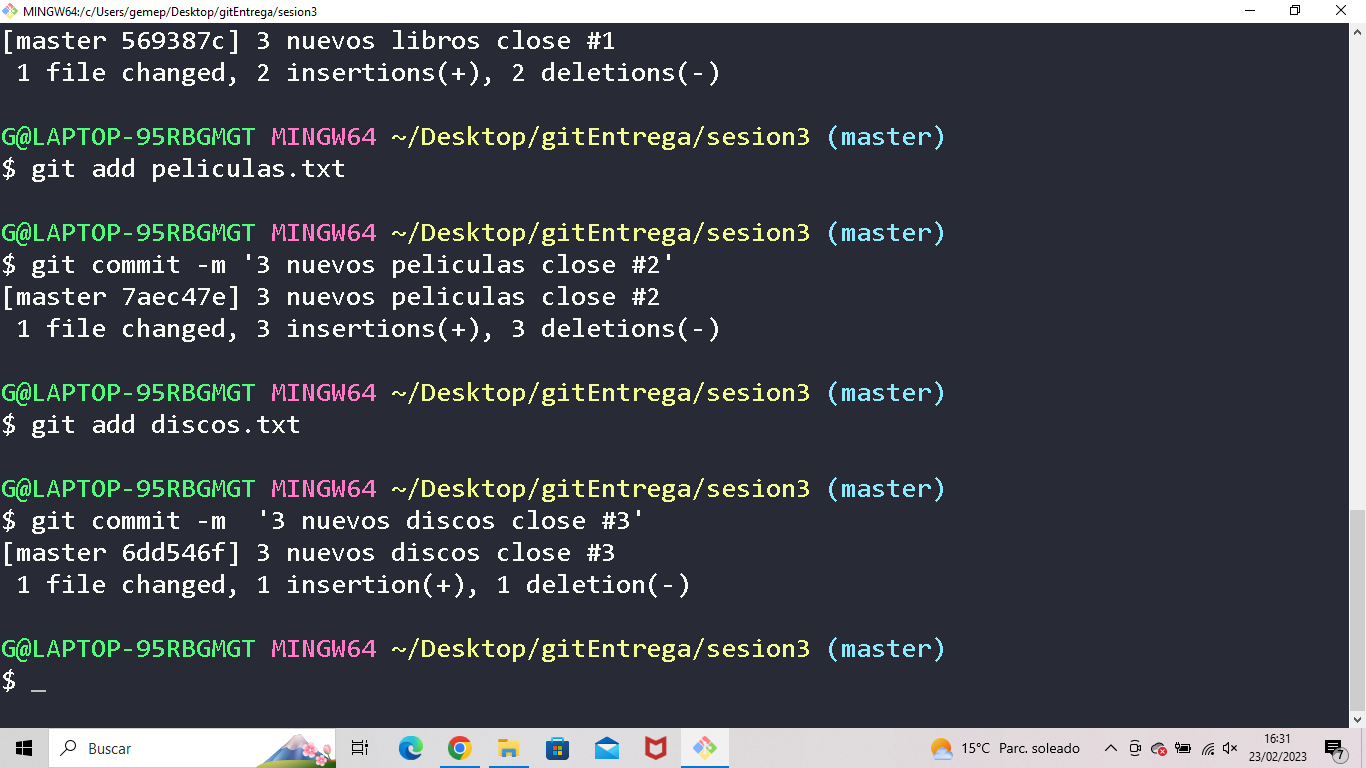 MINGW64:/c/Users/gemep/Desktop/gitEntrega/sesion3
[master 569387c] 3 nuevos libros close #1
 1 file changed, 2 insertions(+), 2 deletions(-)
G@LAPTOP-95RBGMGT MINGW64 ~/Desktop/gitEntrega/sesion3 (master)
$ git add peliculas.txt
G@LAPTOP-95RBGMGT MINGW64 ~/Desktop/gitEntrega/sesion3 (master)
$ git commit -m '3 nuevos peliculas close #2'
[master 7aec47e] 3 nuevos peliculas close #2
 1 file changed, 3 insertions(+), 3 deletions(-)
G@LAPTOP-95RBGMGT MINGW64 ~/Desktop/gitEntrega/sesion3 (master)
$ git add discos.txt
G@LAPTOP-95RBGMGT MINGW64 ~/Desktop/gitEntrega/sesion3 (master)
$ git commit -m  '3 nuevos discos close #3'
[master 6dd546f] 3 nuevos discos close #3
 1 file changed, 1 insertion(+), 1 deletion(-)
G@LAPTOP-95RBGMGT MINGW64 ~/Desktop/gitEntrega/sesion3 (master)
$ _
Buscar
15°C Parc. soleado
16:31
23/02/2023
7